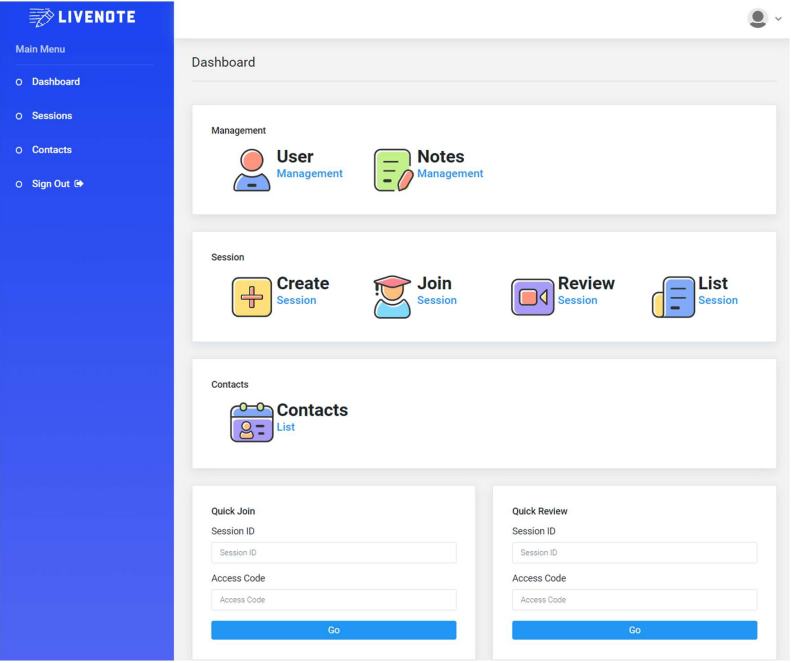 LIVENOTE
Main Menu
Dashboard
Sessions
Contacts
Sign Out
Dashboard
Management
User
Management
Notes
Management
Session
Create
Session
Join
Session
Review
Session
List
Session
Contacts
Contacts
List
Quick Join
Session ID
Session ID
Access Code
Access Code
Go
Quick Review
Session ID
Session ID
Access Code
Access Code
Go